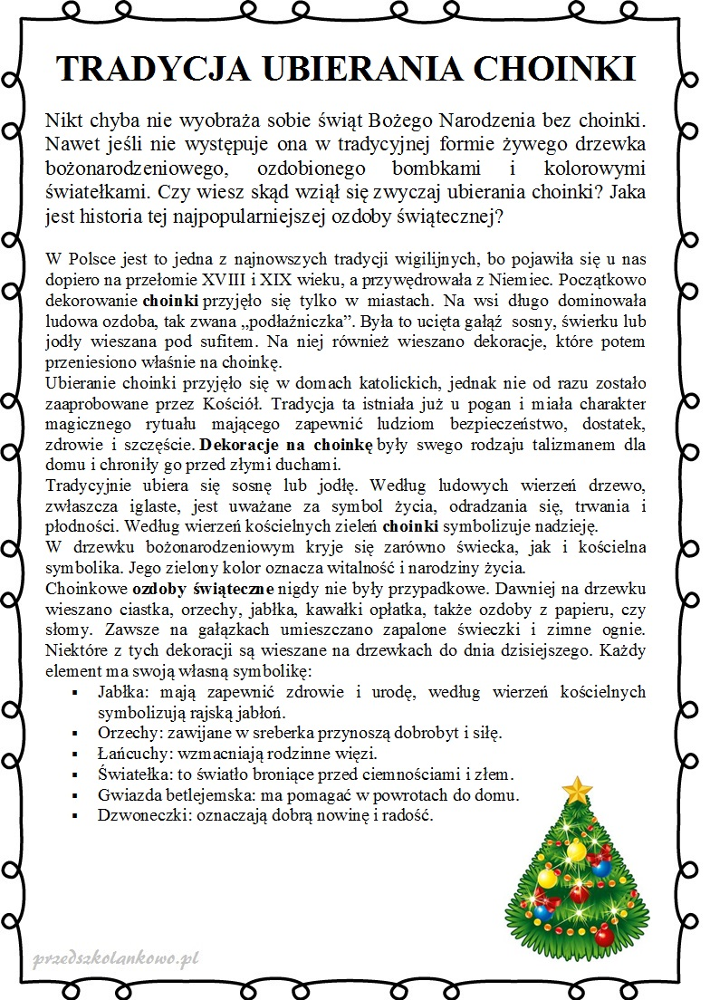 TRADYCJA UBIERANIA CHOINKI
Nikt chyba nie wyobraża sobie świąt Bożego Narodzenia bez choinki.
Nawet jeśli nie występuje ona w tradycyjnej formie żywego drzewka
bożonarodzeniowego, ozdobionego bombkami i kolorowymi
światełkami. Czy wiesz skąd wziął się zwyczaj ubierania choinki? Jaka
jest historia tej najpopularniejszej ozdoby świątecznej?
W Polsce jest to jedna z najnowszych tradycji wigilijnych, bo pojawiła się u nas
dopiero na przełomie XVIII i XIX wieku, a przywędrowała z Niemiec. Początkowo
dekorowanie choinki przyjęło się tylko w miastach. Na wsi długo dominowała
ludowa ozdoba, tak zwana „podłaźniczka”. Była to ucięta gałąź sosny, świerku lub
jodły wieszana pod sufitem. Na niej również wieszano dekoracje, które potem
przeniesiono właśnie na choinkę.
Ubieranie choinki przyjęło się w domach katolickich, jednak nie od razu zostało
zaaprobowane przez Kościół. Tradycja ta istniała już u pogan i miała charakter
magicznego rytuału mającego zapewnić ludziom bezpieczeństwo, dostatek,
zdrowie i szczęście. Dekoracje na choinkę były swego rodzaju talizmanem dla
domu i chroniły go przed złymi duchami.
Tradycyjnie ubiera się sosnę lub jodłę. Według ludowych wierzeń drzewo,
zwłaszcza iglaste, jest uważane za symbol życia, odradzania się, trwania i
płodności. Według wierzeń kościelnych zieleń choinki symbolizuje nadzieję.
W drzewku bożonarodzeniowym kryje się zarówno świecka, jak i kościelna
symbolika. Jego zielony kolor oznacza witalność i narodziny życia.
Choinkowe ozdoby świąteczne nigdy nie były przypadkowe. Dawniej na drzewku
wieszano ciastka, orzechy, jabłka, kawałki opłatka, także ozdoby z papieru, czy
słomy. Zawsze na gałązkach umieszczano zapalone świeczki i zimne ognie.
Niektóre z tych dekoracji są wieszane na drzewkach do dnia dzisiejszego. Każdy
element ma swoją własną symbolikę:
▪ Jabłka: mają zapewnić zdrowie i urodę, według wierzeń kościelnych
symbolizują rajską jabłoń.
▪ Orzechy: zawijane w sreberka przynoszą dobrobyt i siłę.
▪ Łańcuchy: wzmacniają rodzinne więzi.
▪ Światełka: to światło broniące przed ciemnościami i złem.
▪ Gwiazda betlejemska: ma pomagać w powrotach do domu.
▪ Dzwoneczki: oznaczają dobrą nowinę i radość.
przedszkolankowo.pl